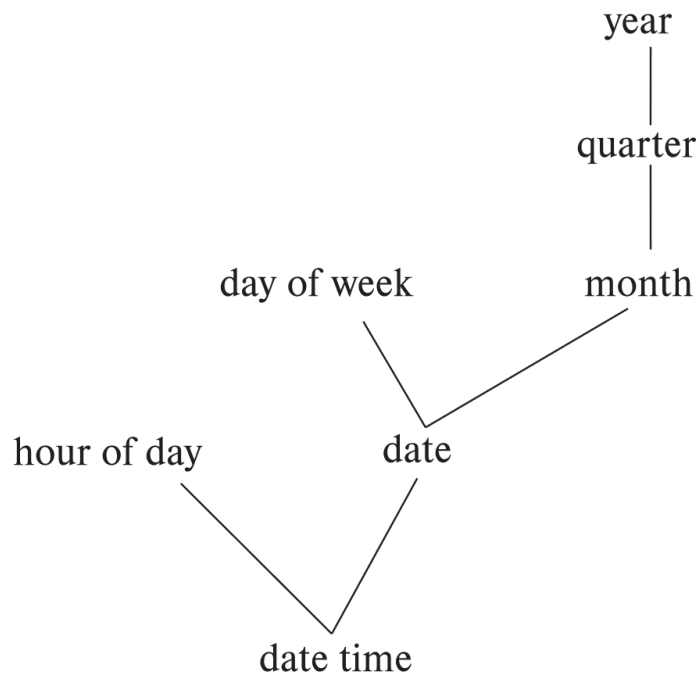 year
quarter
day of week
month
hour of day
date
date time